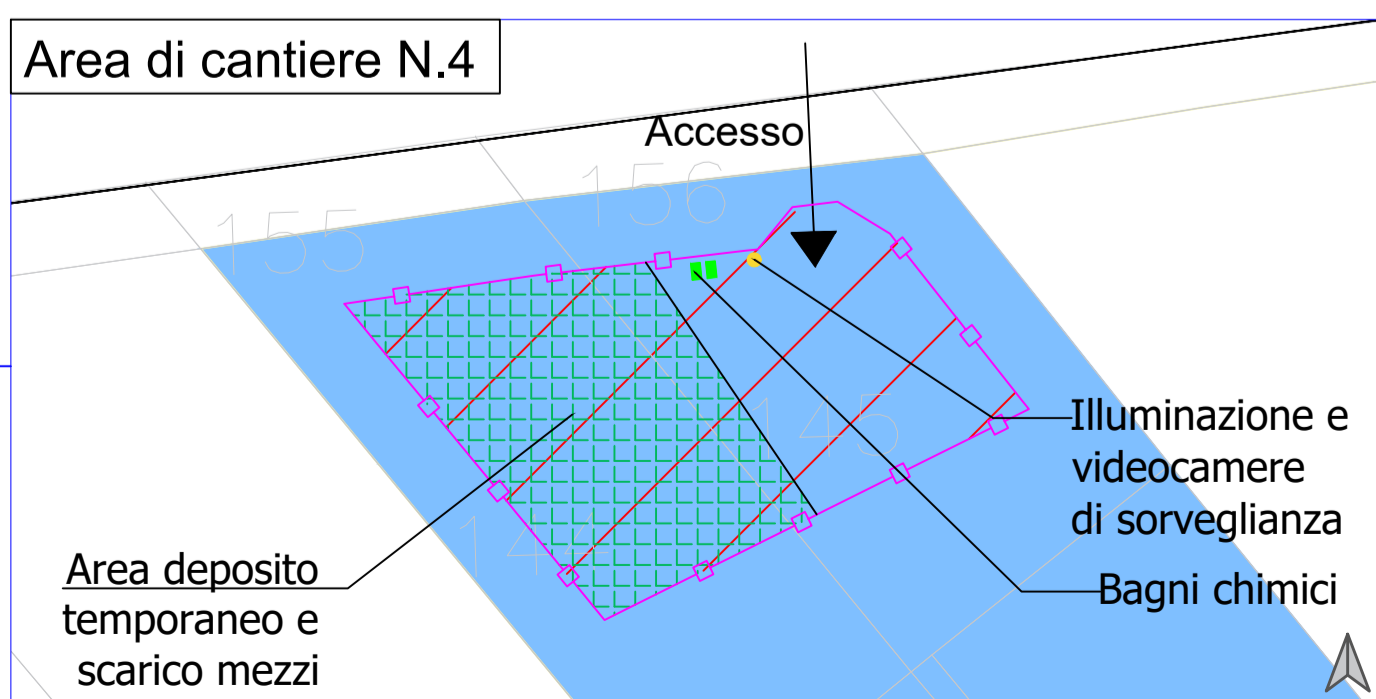 Area di cantiere N.4
Accesso
156
155
145
Illuminazione e
videocamere
di sorveglianza
144
Area deposito
temporaneo e
scarico mezzi
Bagni chimici